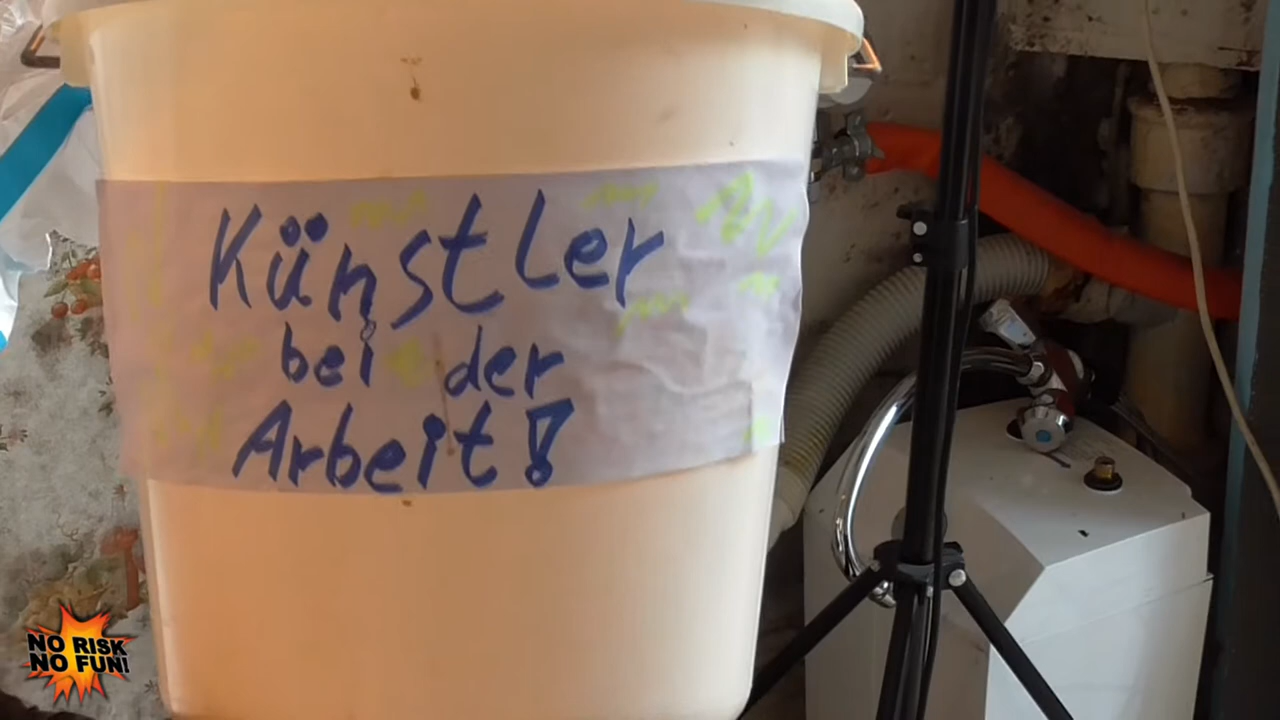 Künstler
bei der
Arbeit!
NO RISK
NO FUN!